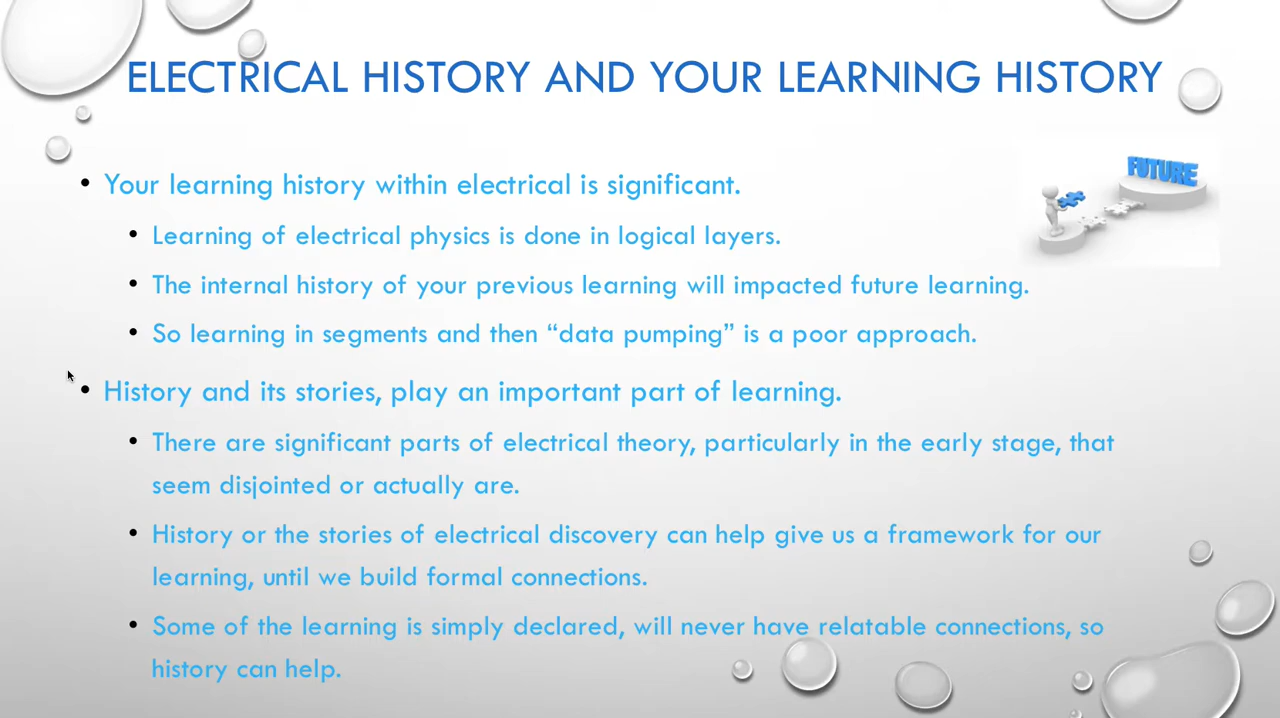 ELECTRICAL HISTORY AND YOUR LEARNING HISTORY
FUTURE
• Your learning history within electrical is significant.
• Learning of electrical physics is done in logical layers.
• The internal history of your previous learning will impacted future learning.
• So learning in segments and then “data pumping” is a poor approach.
• History and its stories, play an important part of learning.
• There are significant parts of electrical theory, particularly in the early stage, that
seem disjointed or actually are.
• History or the stories of electrical discovery can help give us a framework for our
learning, until we build formal connections.
• Some of the learning is simply declared, will never have relatable connections, so
history can help.